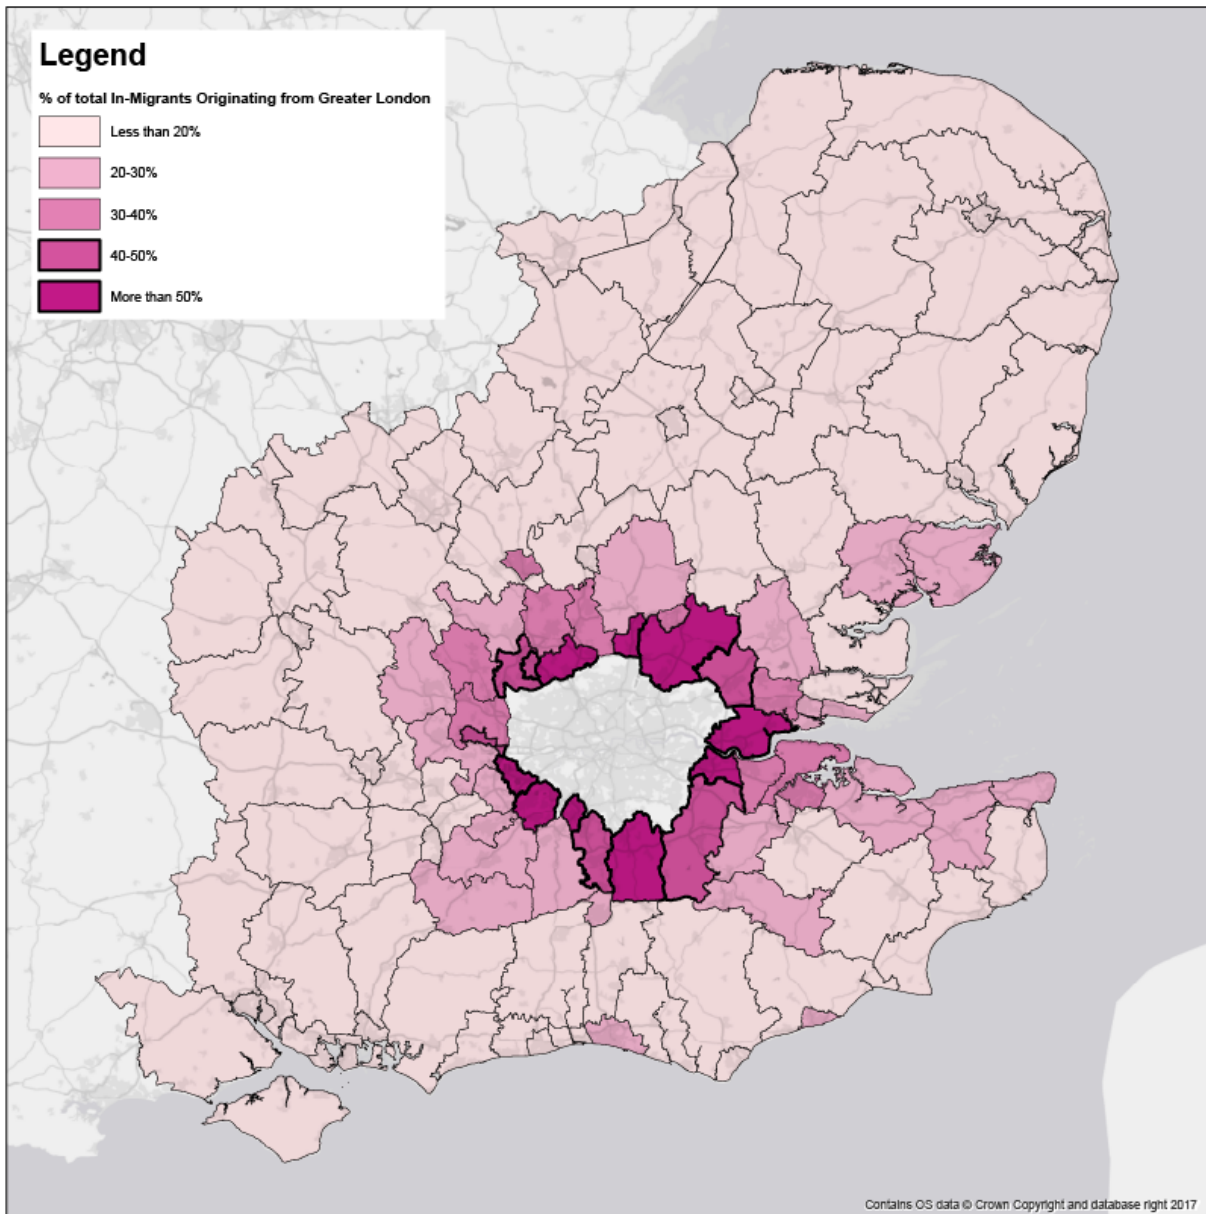 Legend
% of total In-Migrants Originating from Greater London
Less than 20%
20-30%
30-40%
40-50%
More than 50%
Contains OS data © Crown Copyright and database right 2017